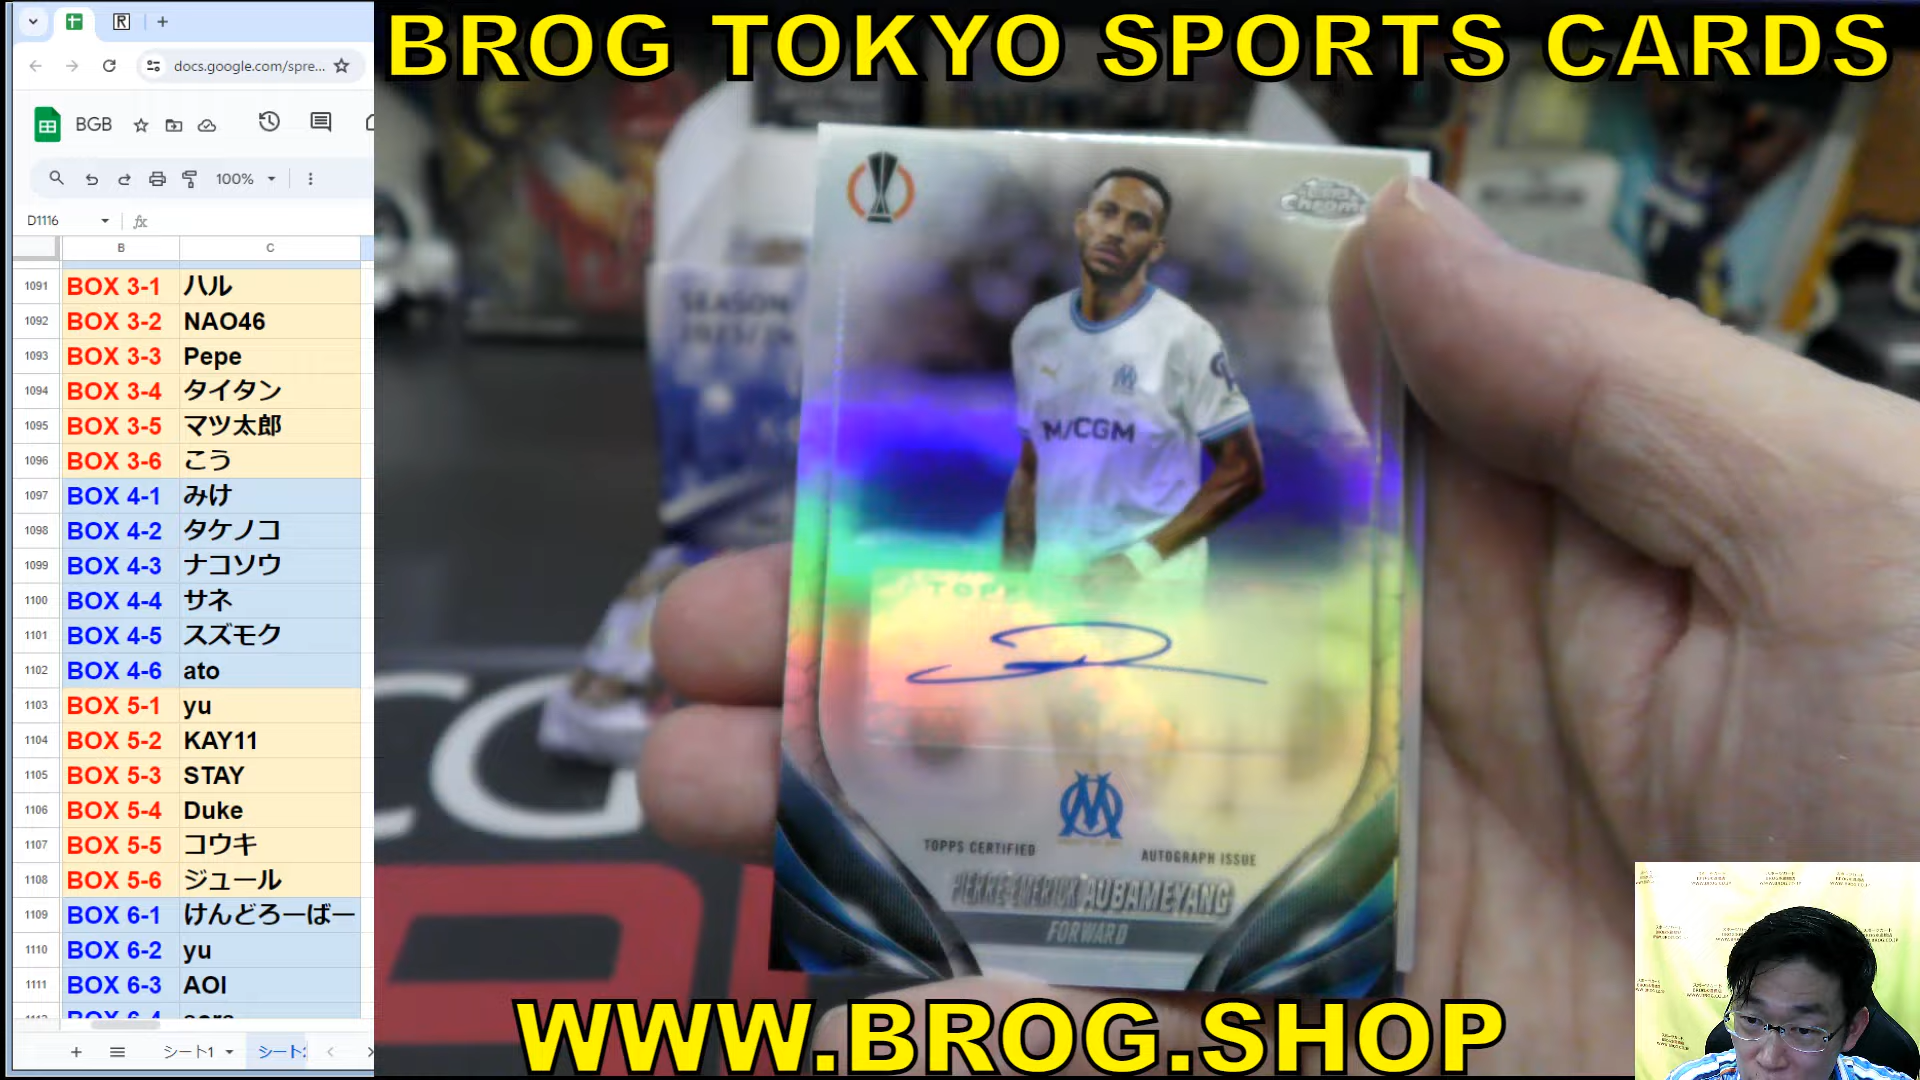 BROG TOKYO SPORTS CARDS
docs.google.com/spre...
BGB
100%
D1116
fx
B C
1091 BOX 3-1 ハル
1092 BOX 3-2 NAO46
1093 BOX 3-3 Pepe
1094 BOX 3-4 タイタン
1095 BOX 3-5 マツ太郎
1096 BOX 3-6 こう
1097 BOX 4-1 みけ
1098 BOX 4-2 タケノコ
1099 BOX 4-3 ナコソウ
1100 BOX 4-4 サネ
1101 BOX 4-5 スズモク
1102 BOX 4-6 ato
1103 BOX 5-1 yu
1104 BOX 5-2 KAY11
1105 BOX 5-3 STAY
1106 BOX 5-4 Duke
1107 BOX 5-5 コウキ
1108 BOX 5-6 ジュール
1109 BOX 6-1 けんどろーばー
1110 BOX 6-2 yu
1111 BOX 6-3 AOI
シート1
Chrome
SEASON
M/CGM
TOPPS CERTIFIED
AUTOGRAPH ISSUE
PIERRE-EMERICK AUBAMEYANG
FORWARD
WWW.BROG.SHOP